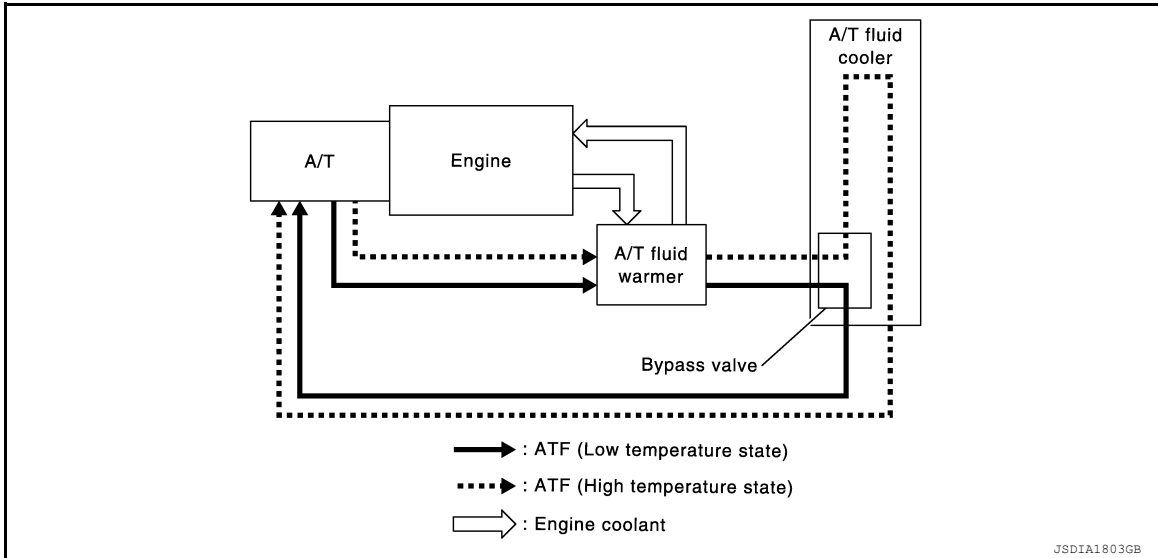 A/T fluid
cooler
A/T
Engine
A/T fluid
warmer
Bypass valve
: ATF (Low temperature state)
: ATF (High temperature state)
: Engine coolant
JSDIA1803GB